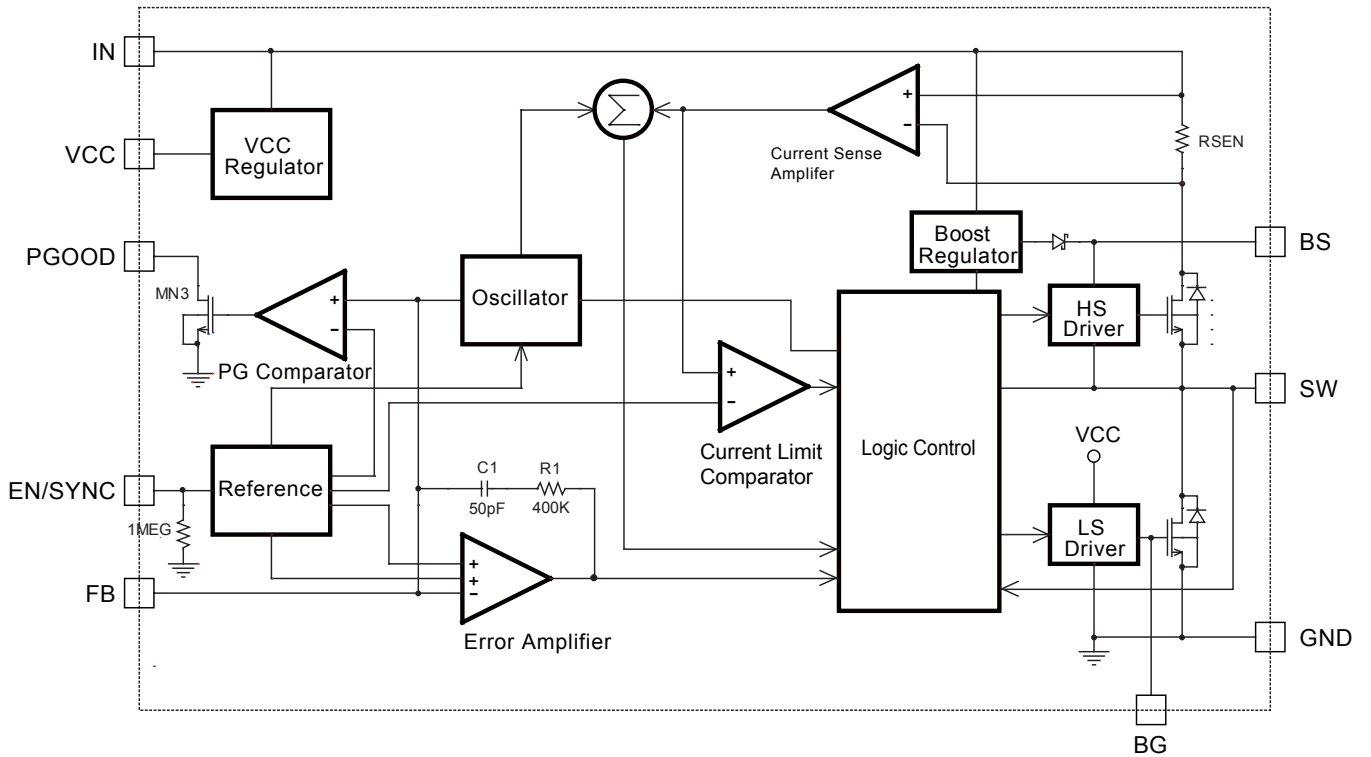 IN
VCC
VCC
Regulator
Σ
+
−
Current Sense
Amplifer
RSEN
PGOOD
MN3
+
−
PG Comparator
Oscillator
Boost
Regulator
BS
HS
Driver
+
−
Current Limit
Comparator
Logic Control
SW
VCC
EN/SYNC
Reference
1MEG
C1
50pF
R1
400K
LS
Driver
FB
+
+
−
Error Amplifier
GND
BG